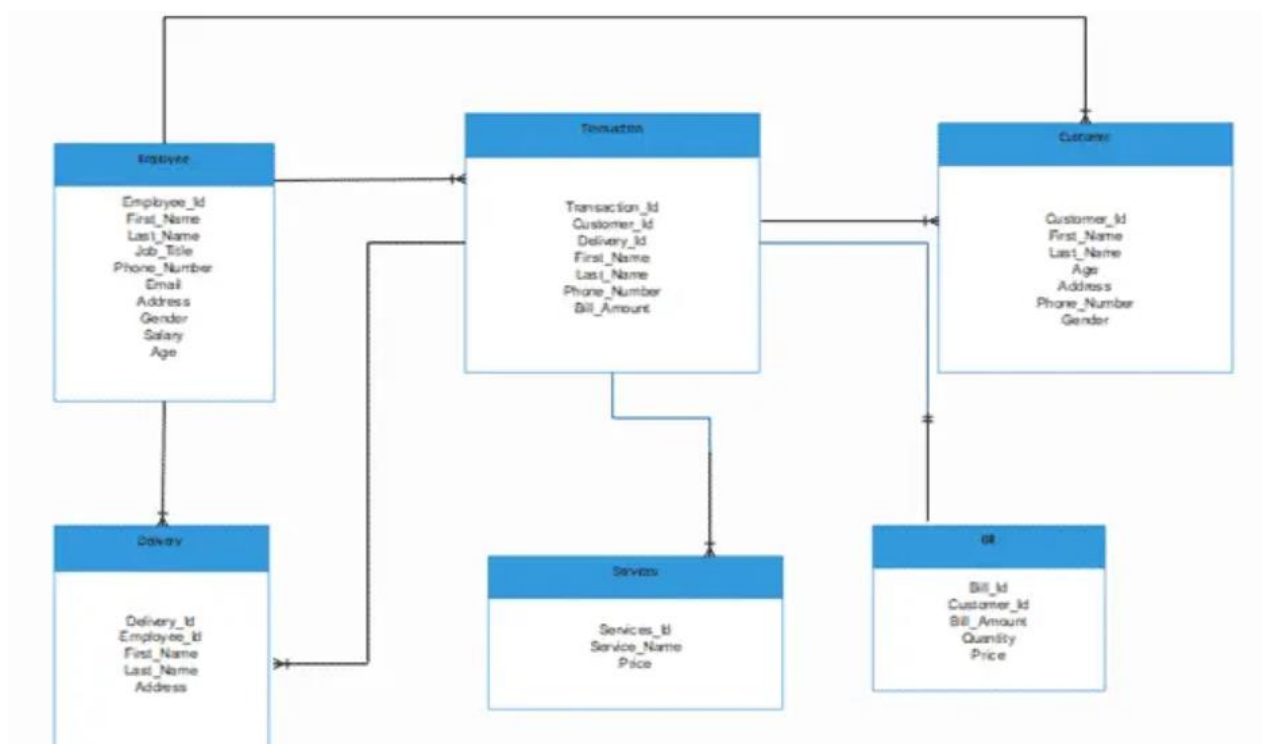 Employee
Employee_Id
First_Name
Last_Name
Job_Title
Phone_Number
Email
Address
Gender
Salary
Age
Transaction
Transaction_Id
Customer_Id
Delivery_Id
First_Name
Last_Name
Phone_Number
Bill_Amount
Customer
Customer_Id
First_Name
Last_Name
Age
Address
Phone_Number
Gender
Delivery
Delivery_Id
Employee_Id
First_Name
Last_Name
Address
Services
Services_Id
Service_Name
Price
Bill
Bill_Id
Customer_Id
Bill_Amount
Quantity
Price